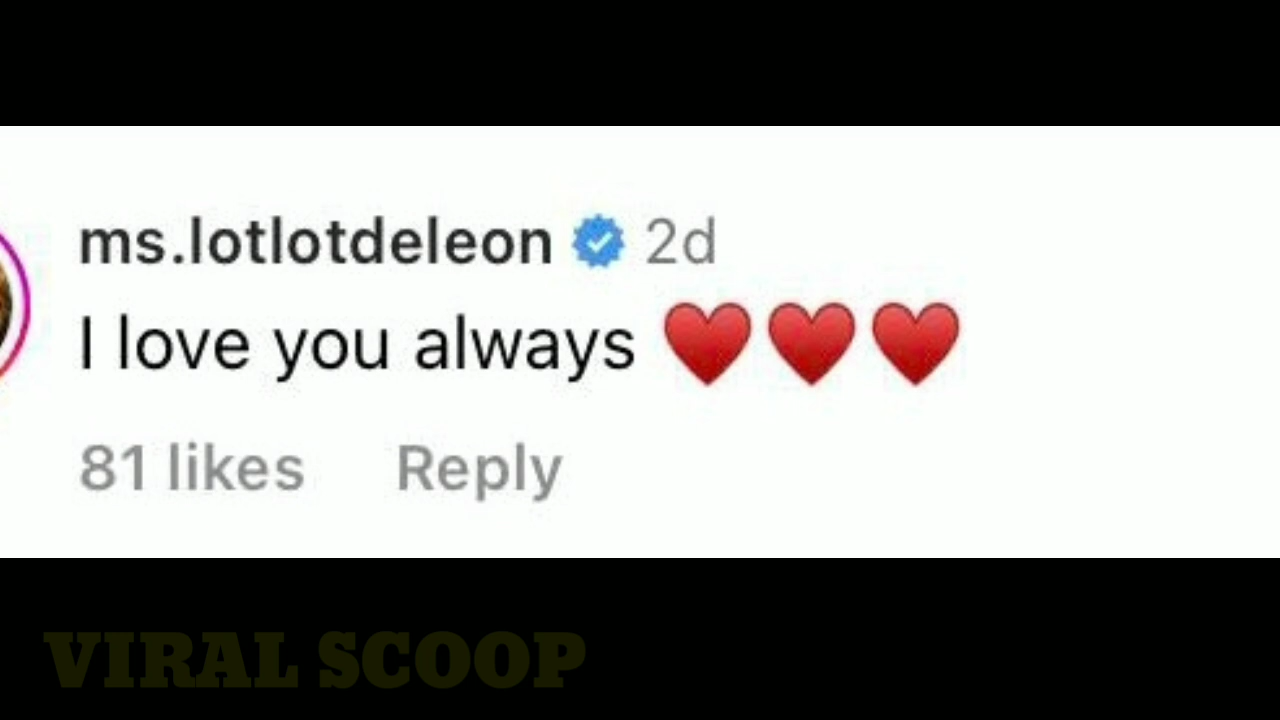 ms.lotlotdeleon 2d
I love you always ♥️♥️♥️
81 likes Reply
VIRAL SCOOP